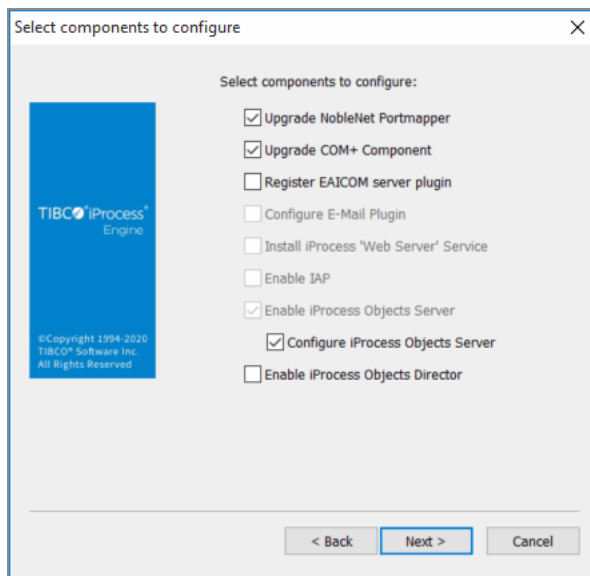 Select components to configure
Select components to configure:
Upgrade NobleNet Portmapper
Upgrade COM+ Component
Register EAICOM server plugin
TIBCO® iProcess®
Engine
Configure E-Mail Plugin
Install iProcess 'Web Server' Service
Enable IAP
Enable iProcess Objects Server
©Copyright 1994-2020
TIBCO® Software Inc.
All Rights Reserved
Configure iProcess Objects Server
Enable iProcess Objects Director
< Back
Next >
Cancel